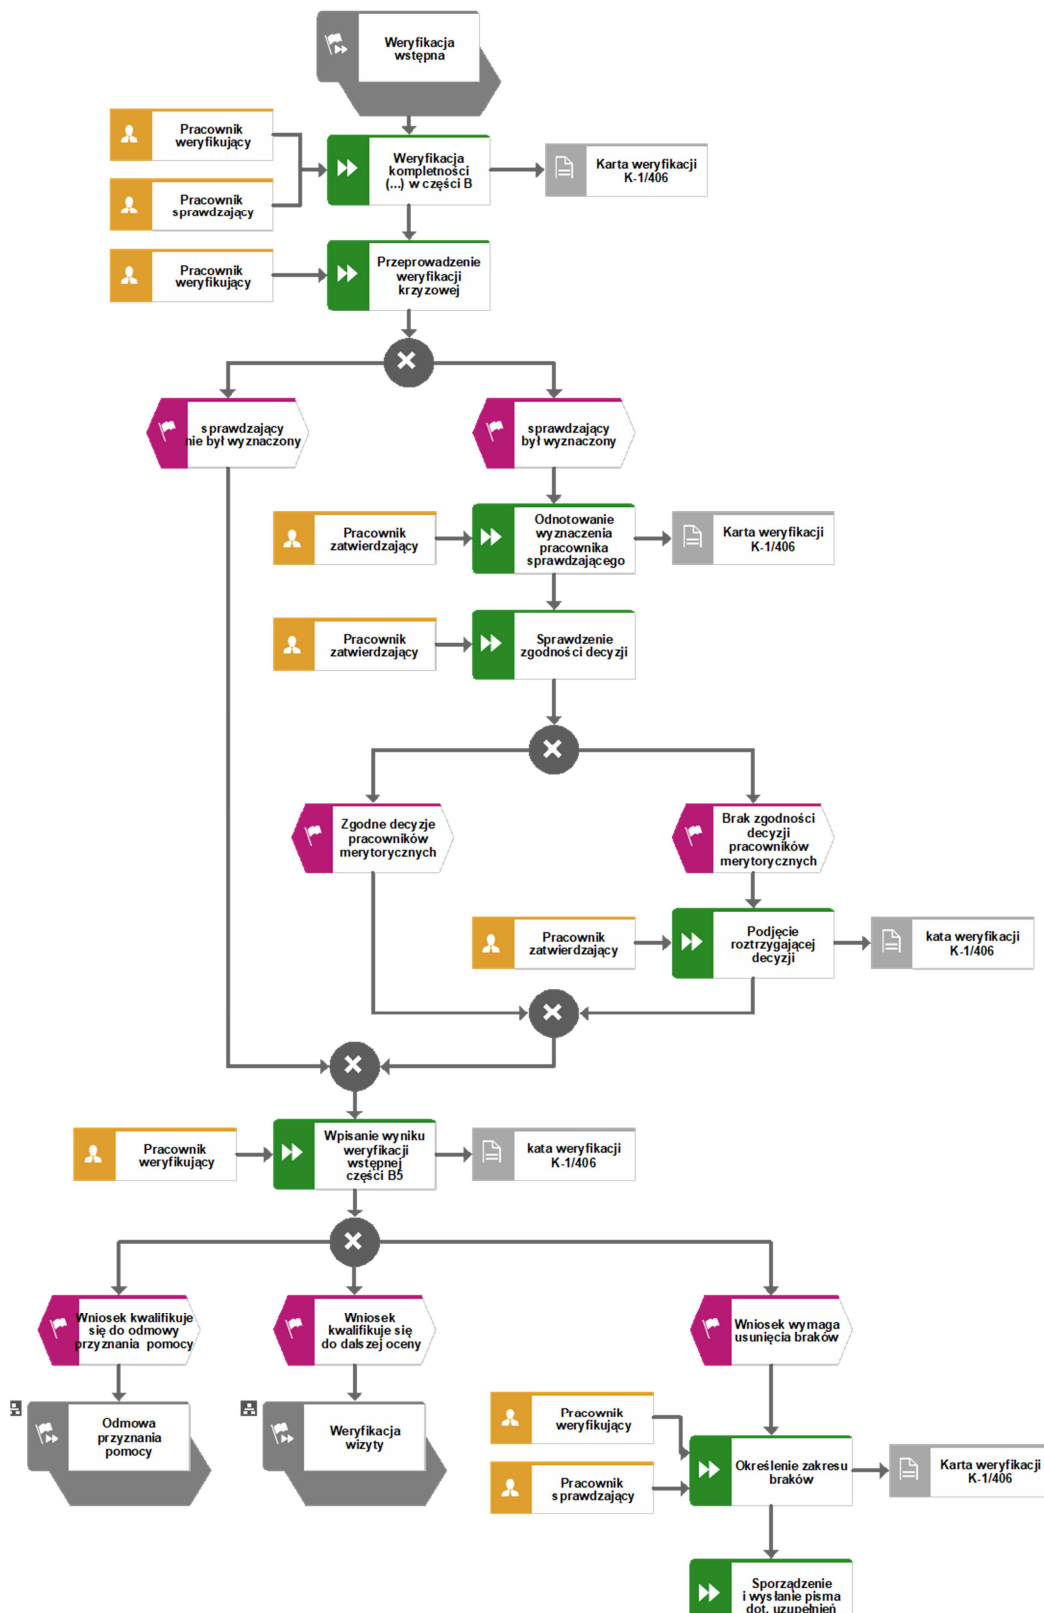 Weryfikacja
wstępna
Pracownik
weryfikujący
Weryfikacja
kompletności
(...) w części B
Karta weryfikacji
K-1/406
Pracownik
sprawdzający
Pracownik
weryfikujący
Przeprowadzenie
weryfikacji
krzyzowej
sprawdzający
nie był wyznaczony
sprawdzający
był wyznaczony
Pracownik
zatwierdzający
Odnotowanie
wyznaczenia
pracownika
sprawdzającego
Karta weryfikacji
K-1/406
Pracownik
zatwierdzający
Sprawdzenie
zgodności decyzji
Zgodne decyzje
pracowników
merytorycznych
Brak zgodności
decyzji
pracowników
merytorycznych
Pracownik
zatwierdzający
Podjęcie
roztrzygającej
decyzji
kata weryfikacji
K-1/406
Pracownik
weryfikujący
Wpisanie wyniku
weryfikacji
wstępnej
części B5
kata weryfikacji
K-1/406
Wniosek kwalifikuje
się do odmowy
przyznania pomocy
Wniosek
kwalifikuje się
do dalszej oceny
Wniosek wymaga
usunięcia braków
Odmowa
przyznania
pomocy
Weryfikacja
wizyty
Pracownik
weryfikujący
Pracownik
sprawdzający
Określenie zakresu
braków
Karta weryfikacji
K-1/406
Sporządzenie
i wysłanie pisma
dot. uzupełnień